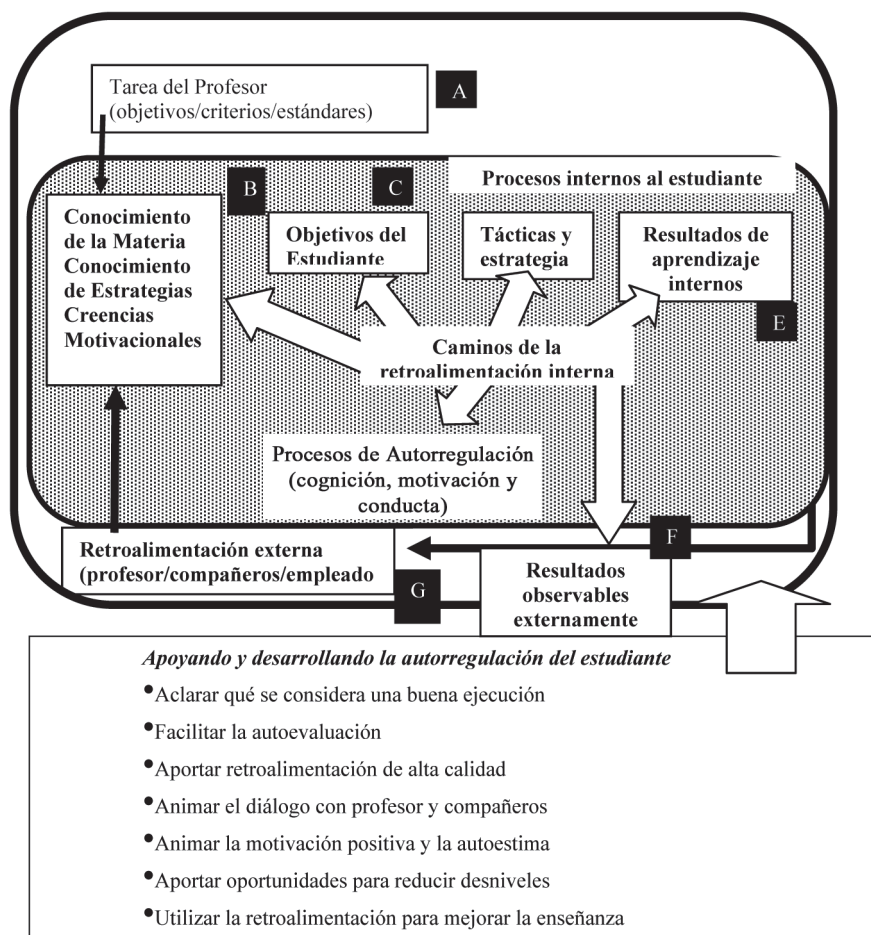 Tarea del Profesor
(objetivos/criterios/estándares)
A
B
C
Procesos internos al estudiante
Conocimiento
de la Materia
Conocimiento
de Estrategias
Creencias
Motivacionales
Objetivos del
Estudiante
Tácticas y
estrategia
Resultados de
aprendizaje
internos
E
Caminos de la
retroalimentación interna
Procesos de Autorregulación
(cognición, motivación y
conducta)
F
Retroalimentación externa
(profesor/compañeros/empleado
G
Resultados
observables
externamente
Apoyando y desarrollando la autorregulación del estudiante
•Aclarar qué se considera una buena ejecución
•Facilitar la autoevaluación
•Aportar retroalimentación de alta calidad
•Animar el diálogo con profesor y compañeros
•Animar la motivación positiva y la autoestima
•Aportar oportunidades para reducir desniveles
•Utilizar la retroalimentación para mejorar la enseñanza